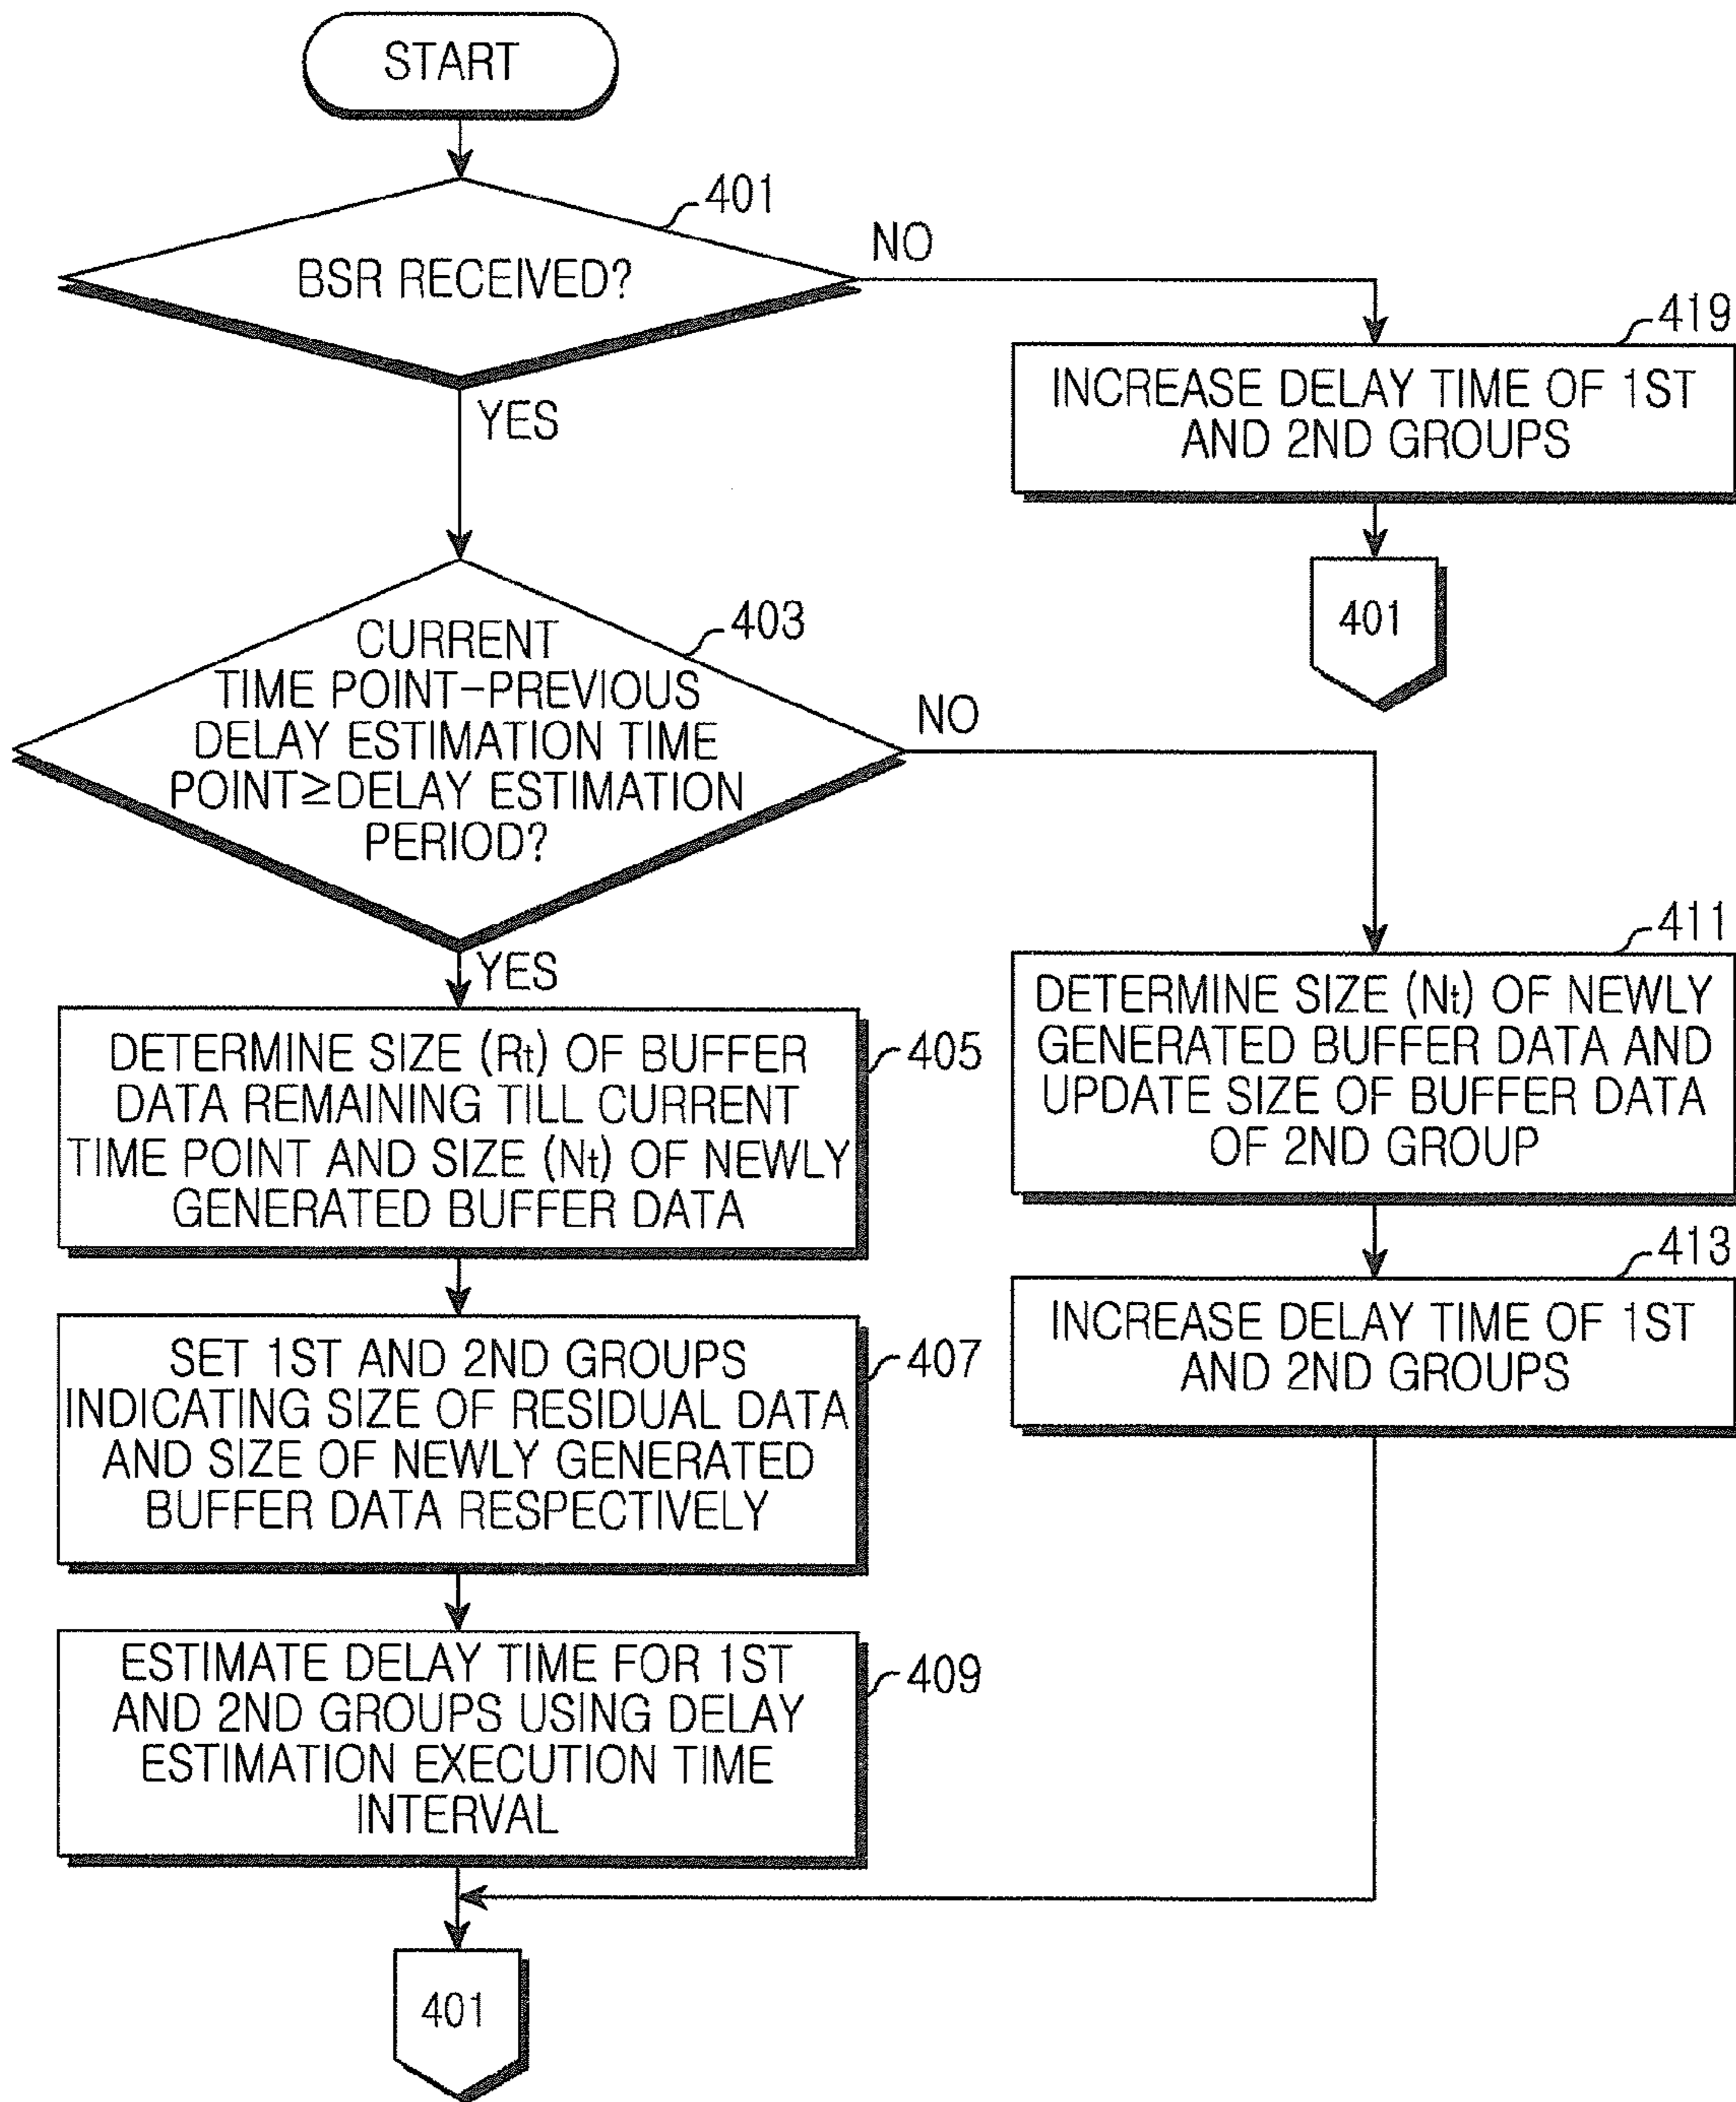 START
401
BSR RECEIVED?
NO
YES
419
INCREASE DELAY TIME OF 1ST
AND 2ND GROUPS
401
403
CURRENT
TIME POINT-PREVIOUS
DELAY ESTIMATION TIME
POINT≥DELAY ESTIMATION
PERIOD?
NO
YES
405
DETERMINE SIZE (Rt) OF BUFFER
DATA REMAINING TILL CURRENT
TIME POINT AND SIZE (Nt) OF NEWLY
GENERATED BUFFER DATA
411
DETERMINE SIZE (Nt) OF NEWLY
GENERATED BUFFER DATA AND
UPDATE SIZE OF BUFFER DATA
OF 2ND GROUP
413
INCREASE DELAY TIME OF 1ST
AND 2ND GROUPS
407
SET 1ST AND 2ND GROUPS
INDICATING SIZE OF RESIDUAL DATA
AND SIZE OF NEWLY GENERATED
BUFFER DATA RESPECTIVELY
409
ESTIMATE DELAY TIME FOR 1ST
AND 2ND GROUPS USING DELAY
ESTIMATION EXECUTION TIME
INTERVAL
401